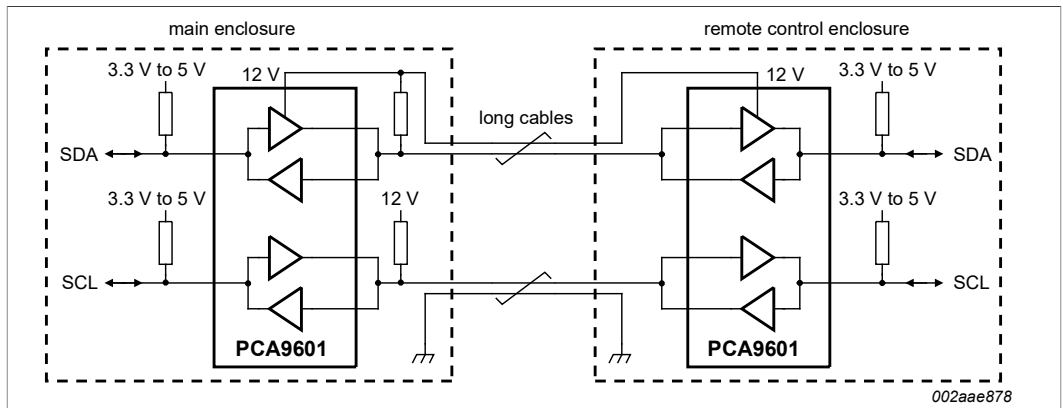 main enclosure
remote control enclosure
3.3 V to 5 V
12 V
12 V
3.3 V to 5 V
long cables
SDA
SDA
3.3 V to 5 V
12 V
3.3 V to 5 V
SCL
SCL
PCA9601
PCA9601
002aae878